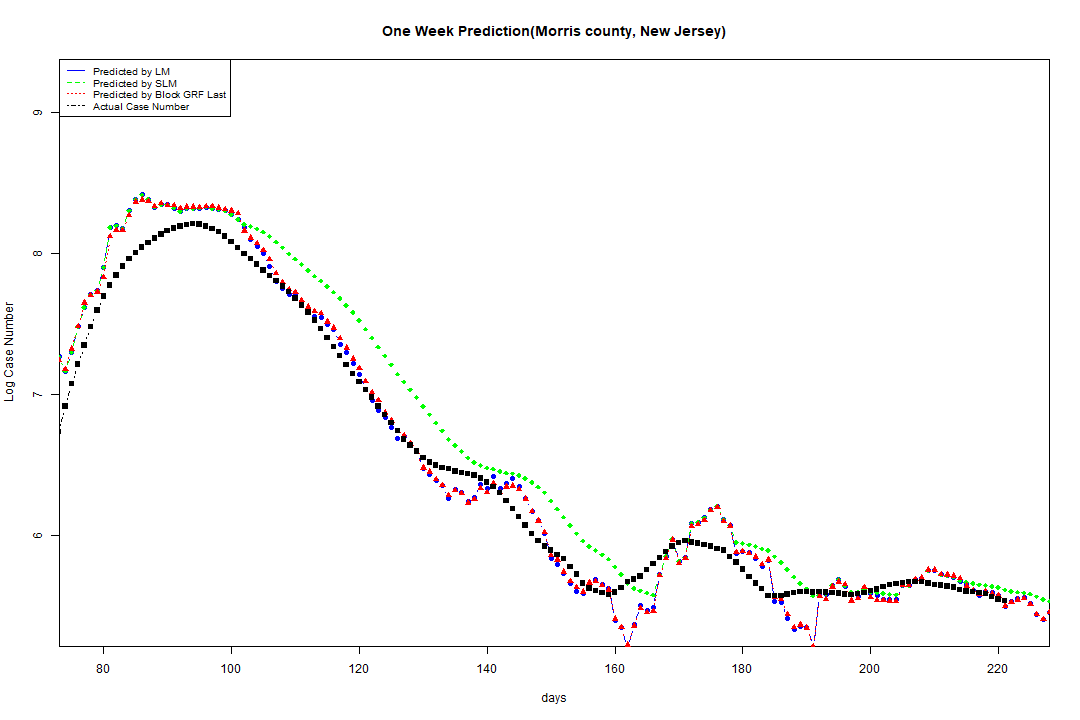 One Week Prediction(Morris county, New Jersey)
Predicted by LM
Predicted by SLM
Predicted by Block GRF Last
Actual Case Number
9
8
7
6
Log Case Number
80 100 120 140 160 180 200 220
days